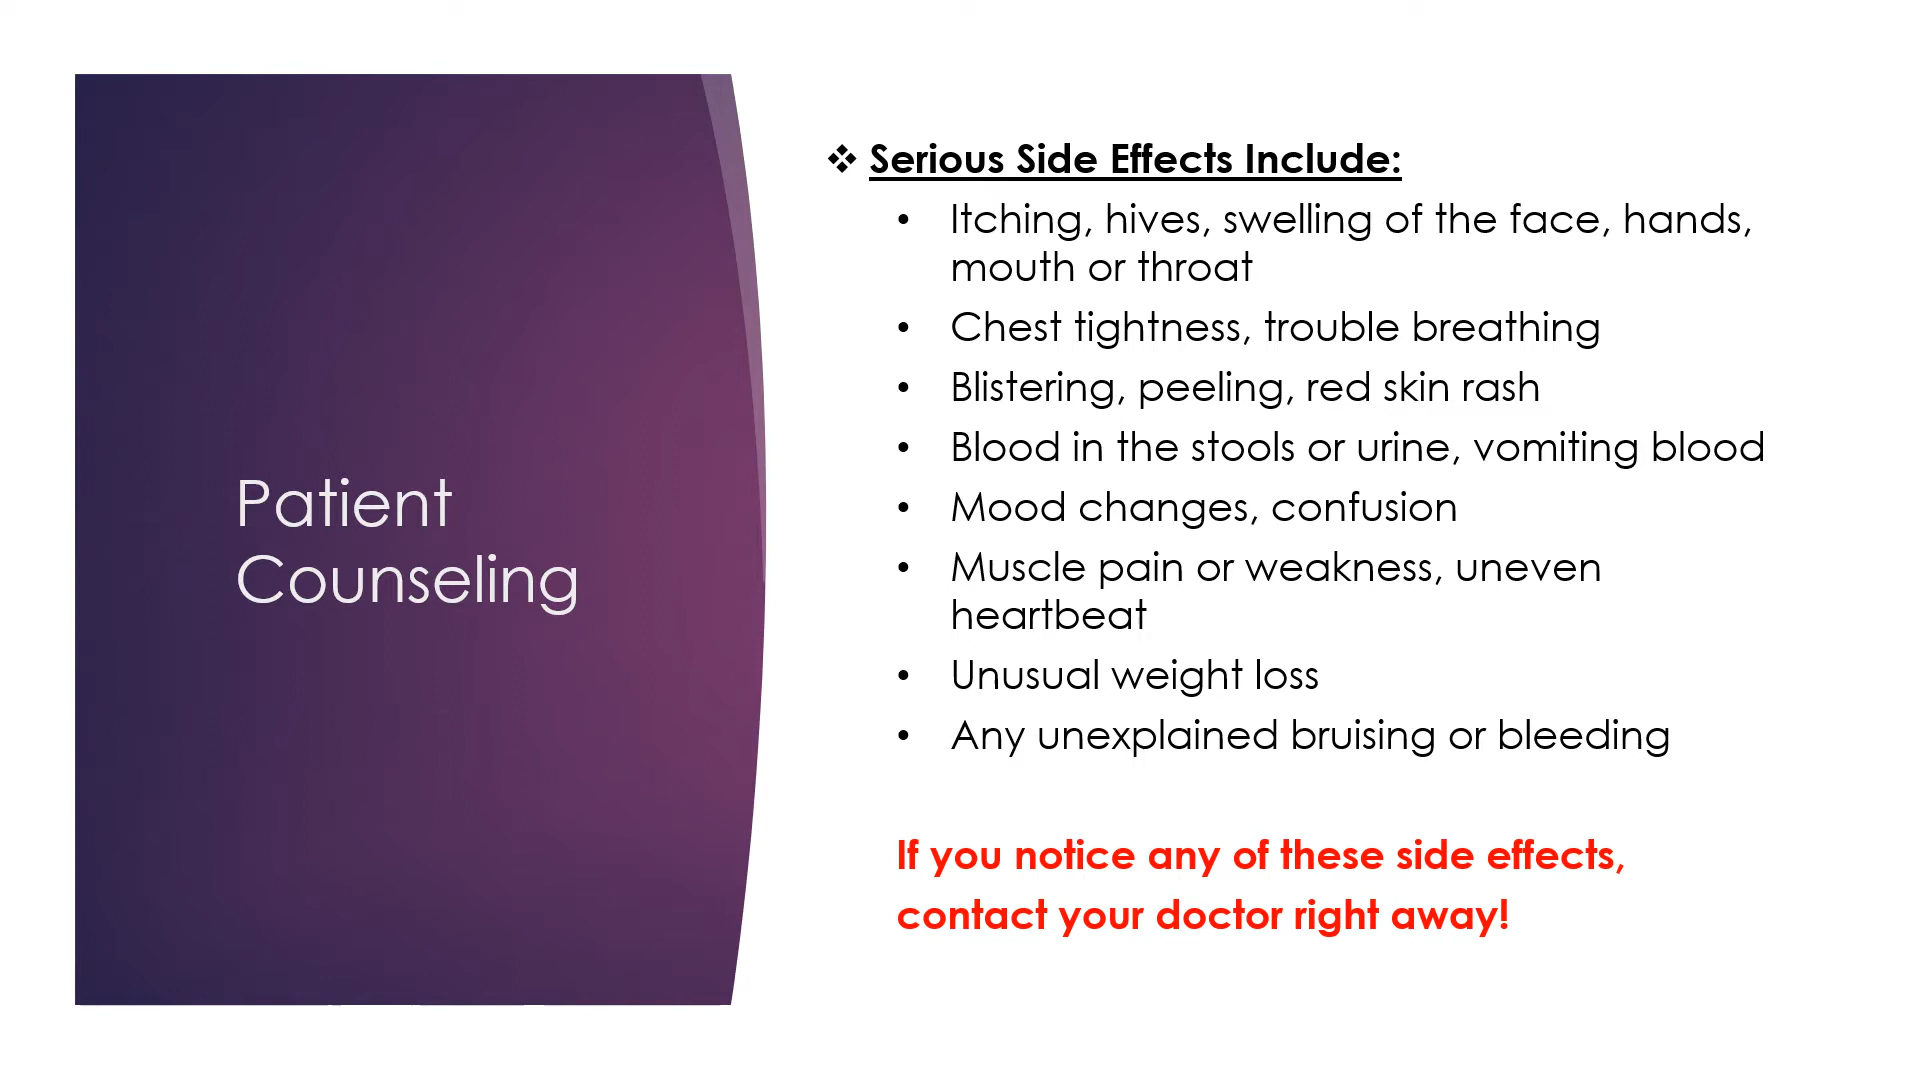 Patient
Counseling
❖ Serious Side Effects Include:
• Itching, hives, swelling of the face, hands,
mouth or throat
• Chest tightness, trouble breathing
• Blistering, peeling, red skin rash
• Blood in the stools or urine, vomiting blood
• Mood changes, confusion
• Muscle pain or weakness, uneven
heartbeat
• Unusual weight loss
• Any unexplained bruising or bleeding
If you notice any of these side effects,
contact your doctor right away!